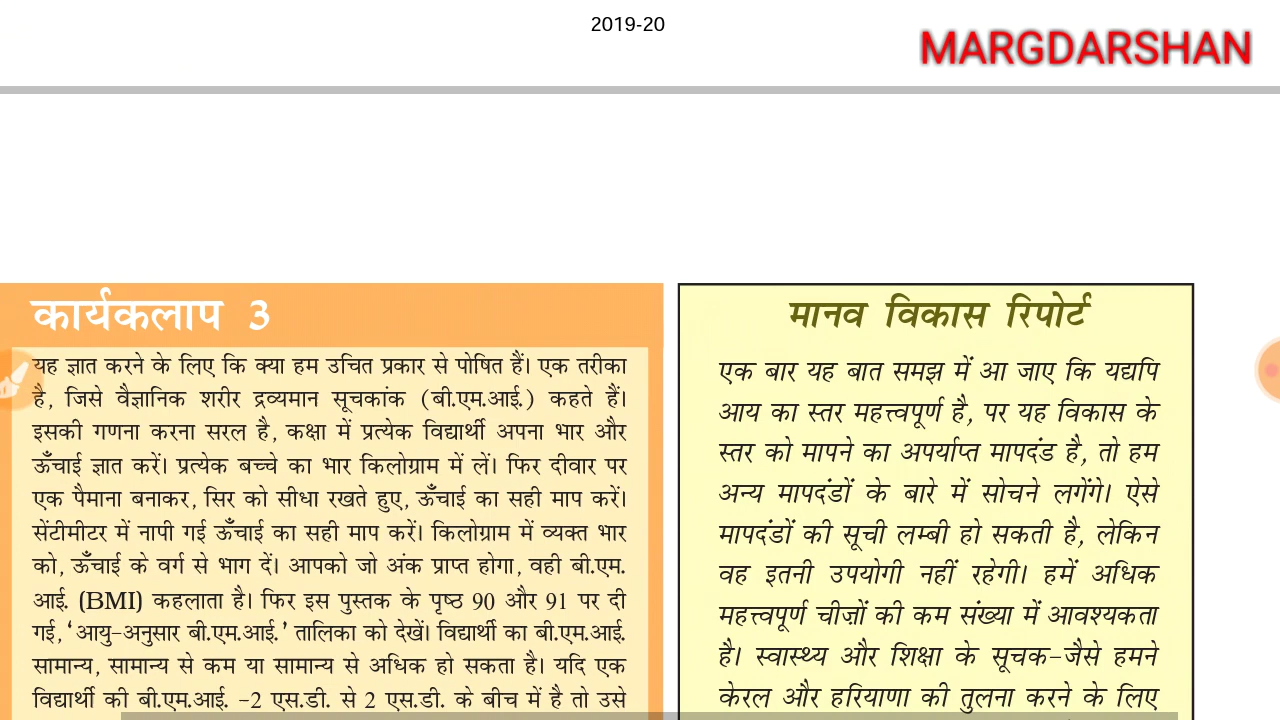 2019-20
MARGDARSHAN
कार्यकलाप 3
यह ज्ञात करने के लिए कि क्या हम उचित प्रकार से पोषित हैं। एक तरीका
है, जिसे वैज्ञानिक शरीर द्रव्यमान सूचकांक (बी.एम.आई.) कहते हैं।
इसकी गणना करना सरल है, कक्षा में प्रत्येक विद्यार्थी अपना भार और
ऊँचाई ज्ञात करें। प्रत्येक बच्चे का भार किलोग्राम में लें। फिर दीवार पर
एक पैमाना बनाकर, सिर को सीधा रखते हुए, ऊँचाई का सही माप करें।
सेंटीमीटर में नापी गई ऊँचाई का सही माप करें। किलोग्राम में व्यक्त भार
को, ऊँचाई के वर्ग से भाग दें। आपको जो अंक प्राप्त होगा, वही बी.एम.
आई. (BMI) कहलाता है। फिर इस पुस्तक के पृष्ठ 90 और 91 पर दी
गई, ‘आयु-अनुसार बी.एम.आई.’ तालिका को देखें। विद्यार्थी का बी.एम.आई.
सामान्य, सामान्य से कम या सामान्य से अधिक हो सकता है। यदि एक
विद्यार्थी की बी.एम.आई. -2 एस.डी. से 2 एस.डी. के बीच में है तो उसे
मानव विकास रिपोर्ट
एक बार यह बात समझ में आ जाए कि यद्यपि
आय का स्तर महत्त्वपूर्ण है, पर यह विकास के
स्तर को मापने का अपर्याप्त मापदंड है, तो हम
अन्य मापदंडों के बारे में सोचने लगेंगे। ऐसे
मापदंडों की सूची लम्बी हो सकती है, लेकिन
वह इतनी उपयोगी नहीं रहेगी। हमें अधिक
महत्त्वपूर्ण चीज़ों की कम संख्या में आवश्यकता
है। स्वास्थ्य और शिक्षा के सूचक-जैसे हमने
केरल और हरियाणा की तुलना करने के लिए